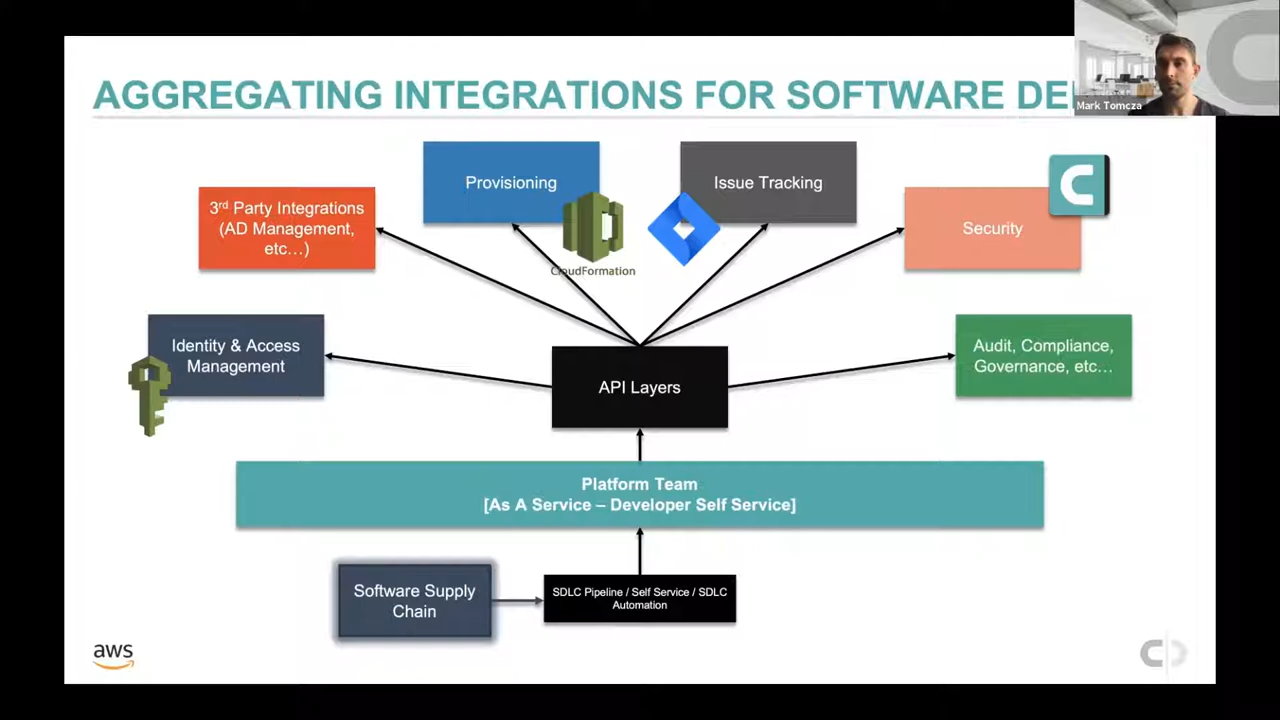 AGGREGATING INTEGRATIONS FOR SOFTWARE DE
Mark Tomcza
Provisioning
Issue Tracking
3rd Party Integrations
(AD Management,
etc…)
Security
CloudFormation
Identity & Access
Management
Audit, Compliance,
Governance, etc…
API Layers
Platform Team
[As A Service – Developer Self Service]
Software Supply
Chain
SDLC Pipeline / Self Service / SDLC
Automation
aws